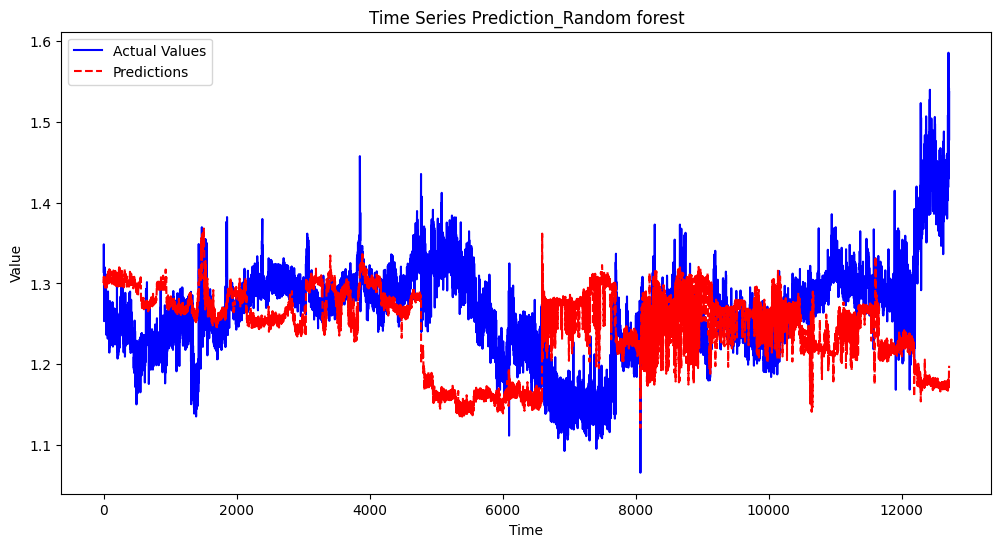 Time Series Prediction_Random forest
Actual Values
Predictions
Value
1.6
1.5
1.4
1.3
1.2
1.1
0
2000
4000
6000
8000
10000
12000
Time